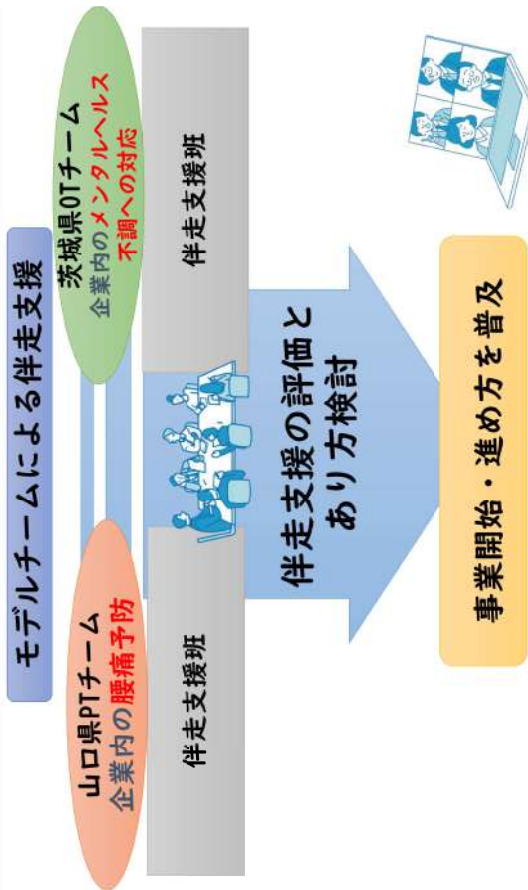 モデルチームによる伴走支援
山口県PTチーム
企業内の腰痛予防
茨城県OTチーム
企業内のメンタルヘルス
不調への対応
伴走支援班
伴走支援班
伴走支援の評価と
あり方検討
事業開始・進め方を普及